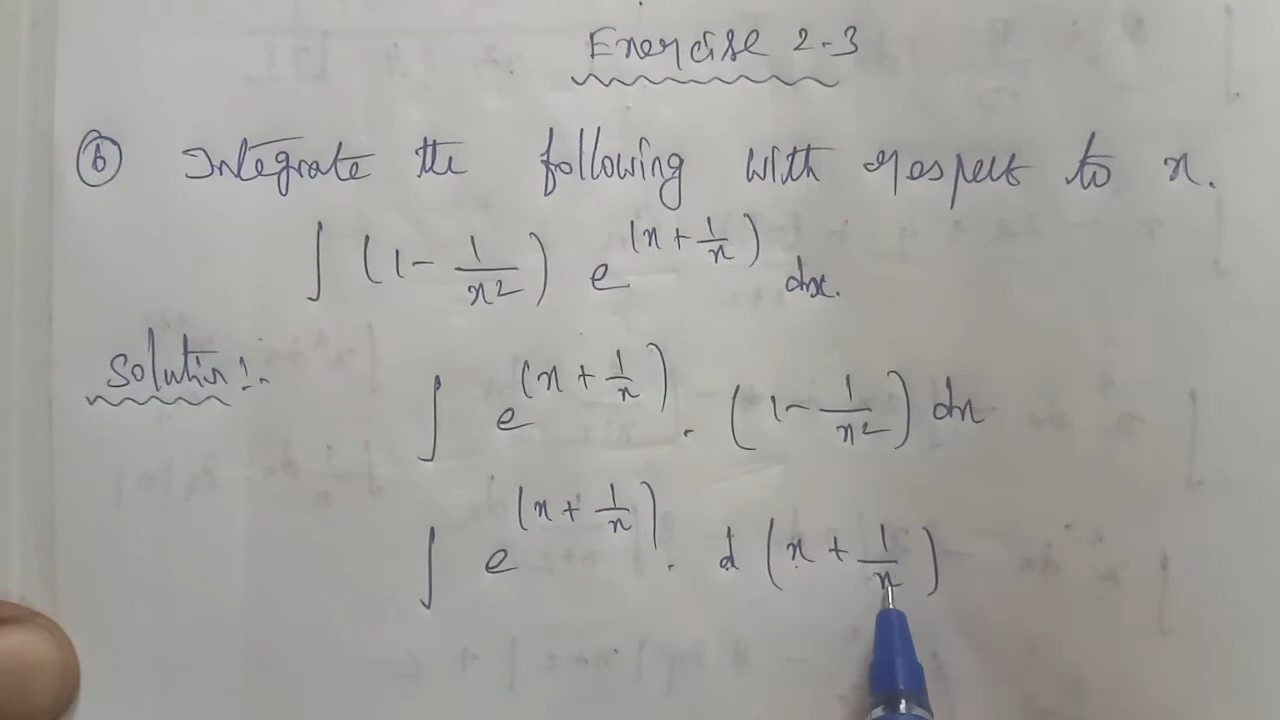 Exercise 2-3
⑥ Integrate the following with respect to x.
∫ (1 - 1/x²) e^(x + 1/x) dx.
Solution:-
∫ e^(x + 1/x) . (1 - 1/x²) dx
∫ e^(x + 1/x) . d (x + 1/x)